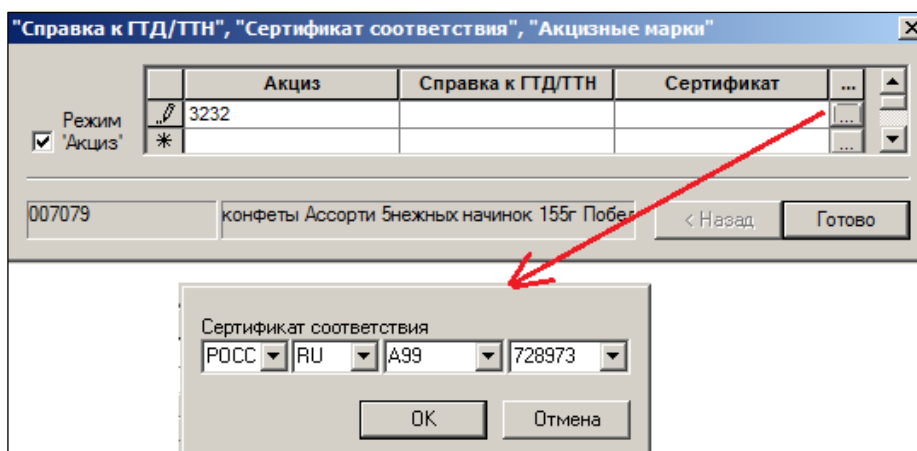 "Справка к ГТД/ТТН", "Сертификат соответствия", "Акцизные марки"
Акциз Справка к ГТД/ТТН Сертификат ...
Режим 'Акциз' 3232 ...
...
007079 конфеты Ассорти 5нежных начинок 155г Побед < Назад Готово
Сертификат соответствия
РОСС RU А99 728973
OK Отмена